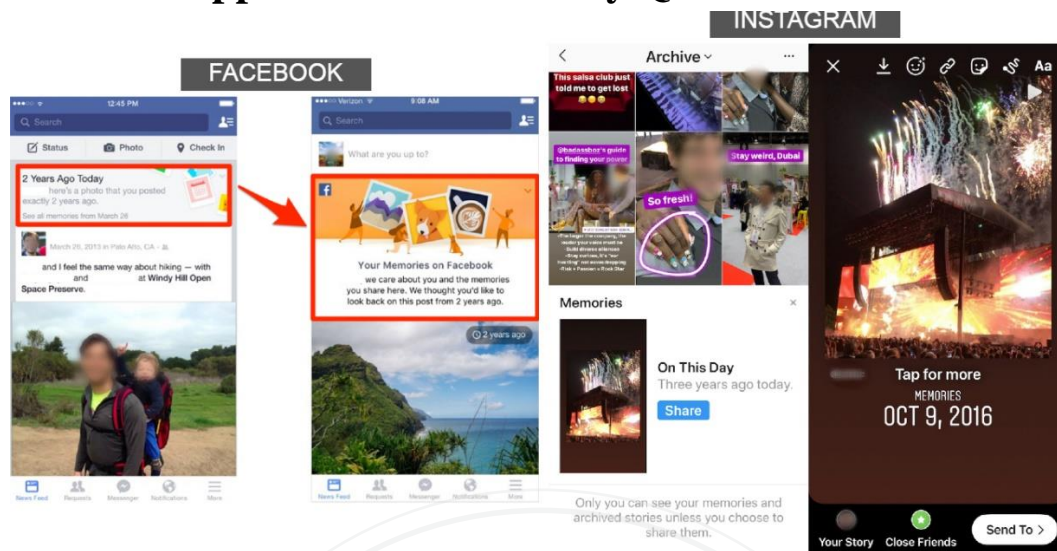 FACEBOOK
12:45 PM
Search
Status
Photo
Check In
2 Years Ago Today
here's a photo that you posted
exactly 2 years ago.
See all memories from March 26
March 26, 2013 in Palo Alto, CA
and I feel the same way about hiking — with
and at Windy Hill Open
Space Preserve.
News Feed
Requests
Messenger
Notifications
More
Verizon
9:08 AM
Search
What are you up to?
Your Memories on Facebook
we care about you and the memories
you share here. We thought you'd like to
look back on this post from 2 years ago.
2 years ago
News Feed
Requests
Messenger
Notifications
More
INSTAGRAM
Archive
This salsa club just
told me to get lost
@badassboz's guide
to finding your power
So fresh!
Stay weird, Dubai
Memories
On This Day
Three years ago today.
Share
Only you can see your memories and
archived stories unless you choose to
share them.
Aa
Tap for more
MEMORIES
OCT 9, 2016
Your Story
Close Friends
Send To >